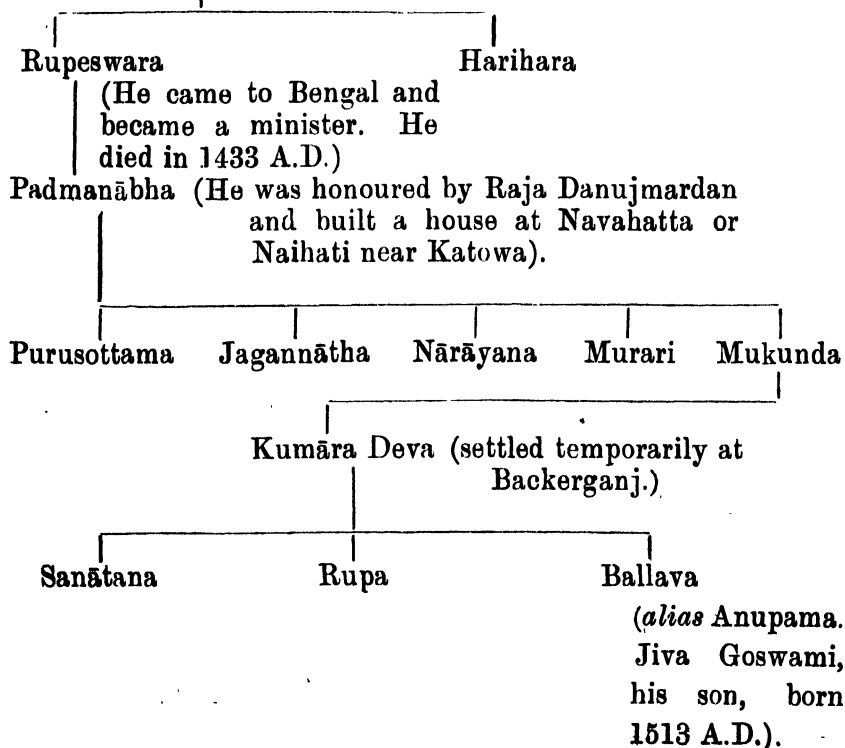 Rupeswara Harihara
(He came to Bengal and
became a minister. He
died in 1433 A.D.)
Padmanābha (He was honoured by Raja Danujmardan
and built a house at Navahatta or
Naihati near Katowa).
Purusottama Jagannātha Nārāyana Murari Mukunda
Kumāra Deva (settled temporarily at
Backerganj.)
Sanātana Rupa Ballava
(alias Anupama.
Jiva Goswami,
his son, born
1513 A.D.).